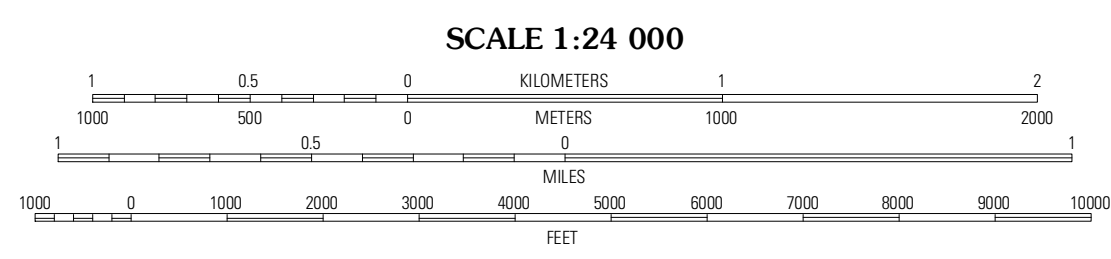 SCALE 1:24 000
1 0.5 0 KILOMETERS 1 2
1000 500 0 METERS 1000 2000
1 0.5 0 1
MILES
1000 0 1000 2000 3000 4000 5000 6000 7000 8000 9000 10000
FEET